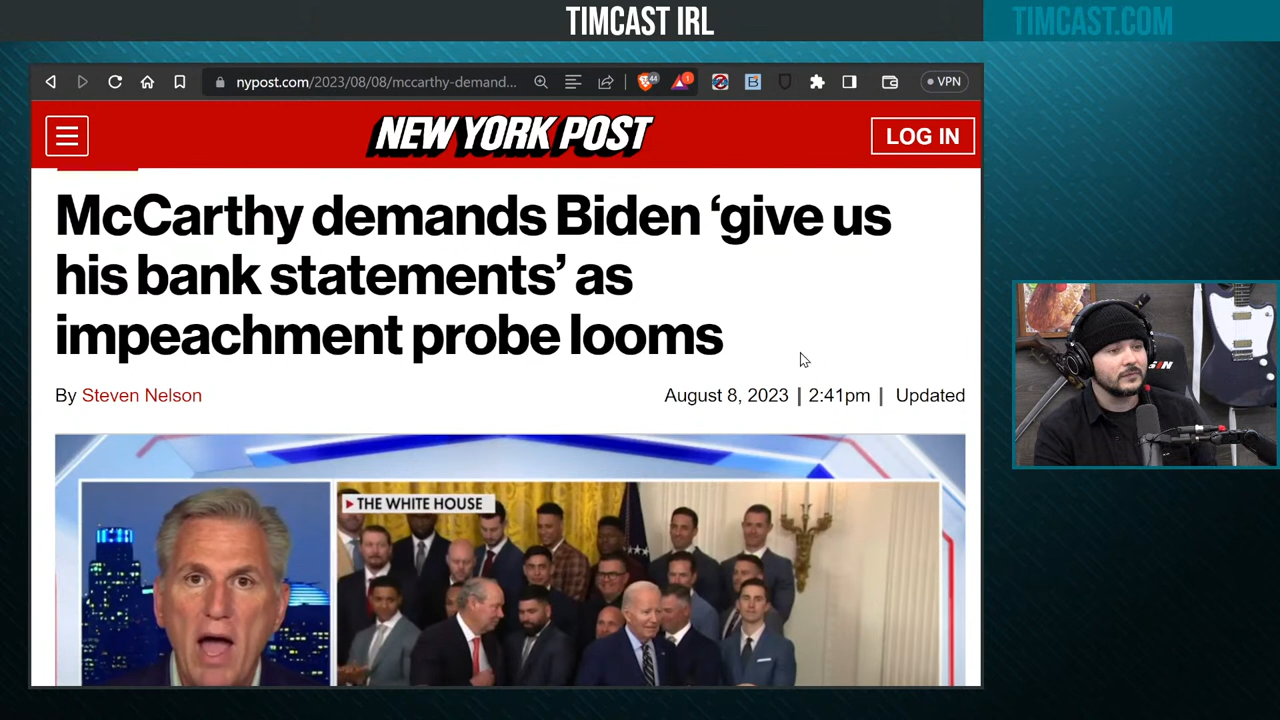 TIMCAST IRL
TIMCAST.COM
nypost.com/2023/08/08/mccarthy-demand...
44
1
VPN
NEW YORK POST
LOG IN
McCarthy demands Biden ‘give us
his bank statements’ as
impeachment probe looms
By Steven Nelson
August 8, 2023 | 2:41pm | Updated
THE WHITE HOUSE